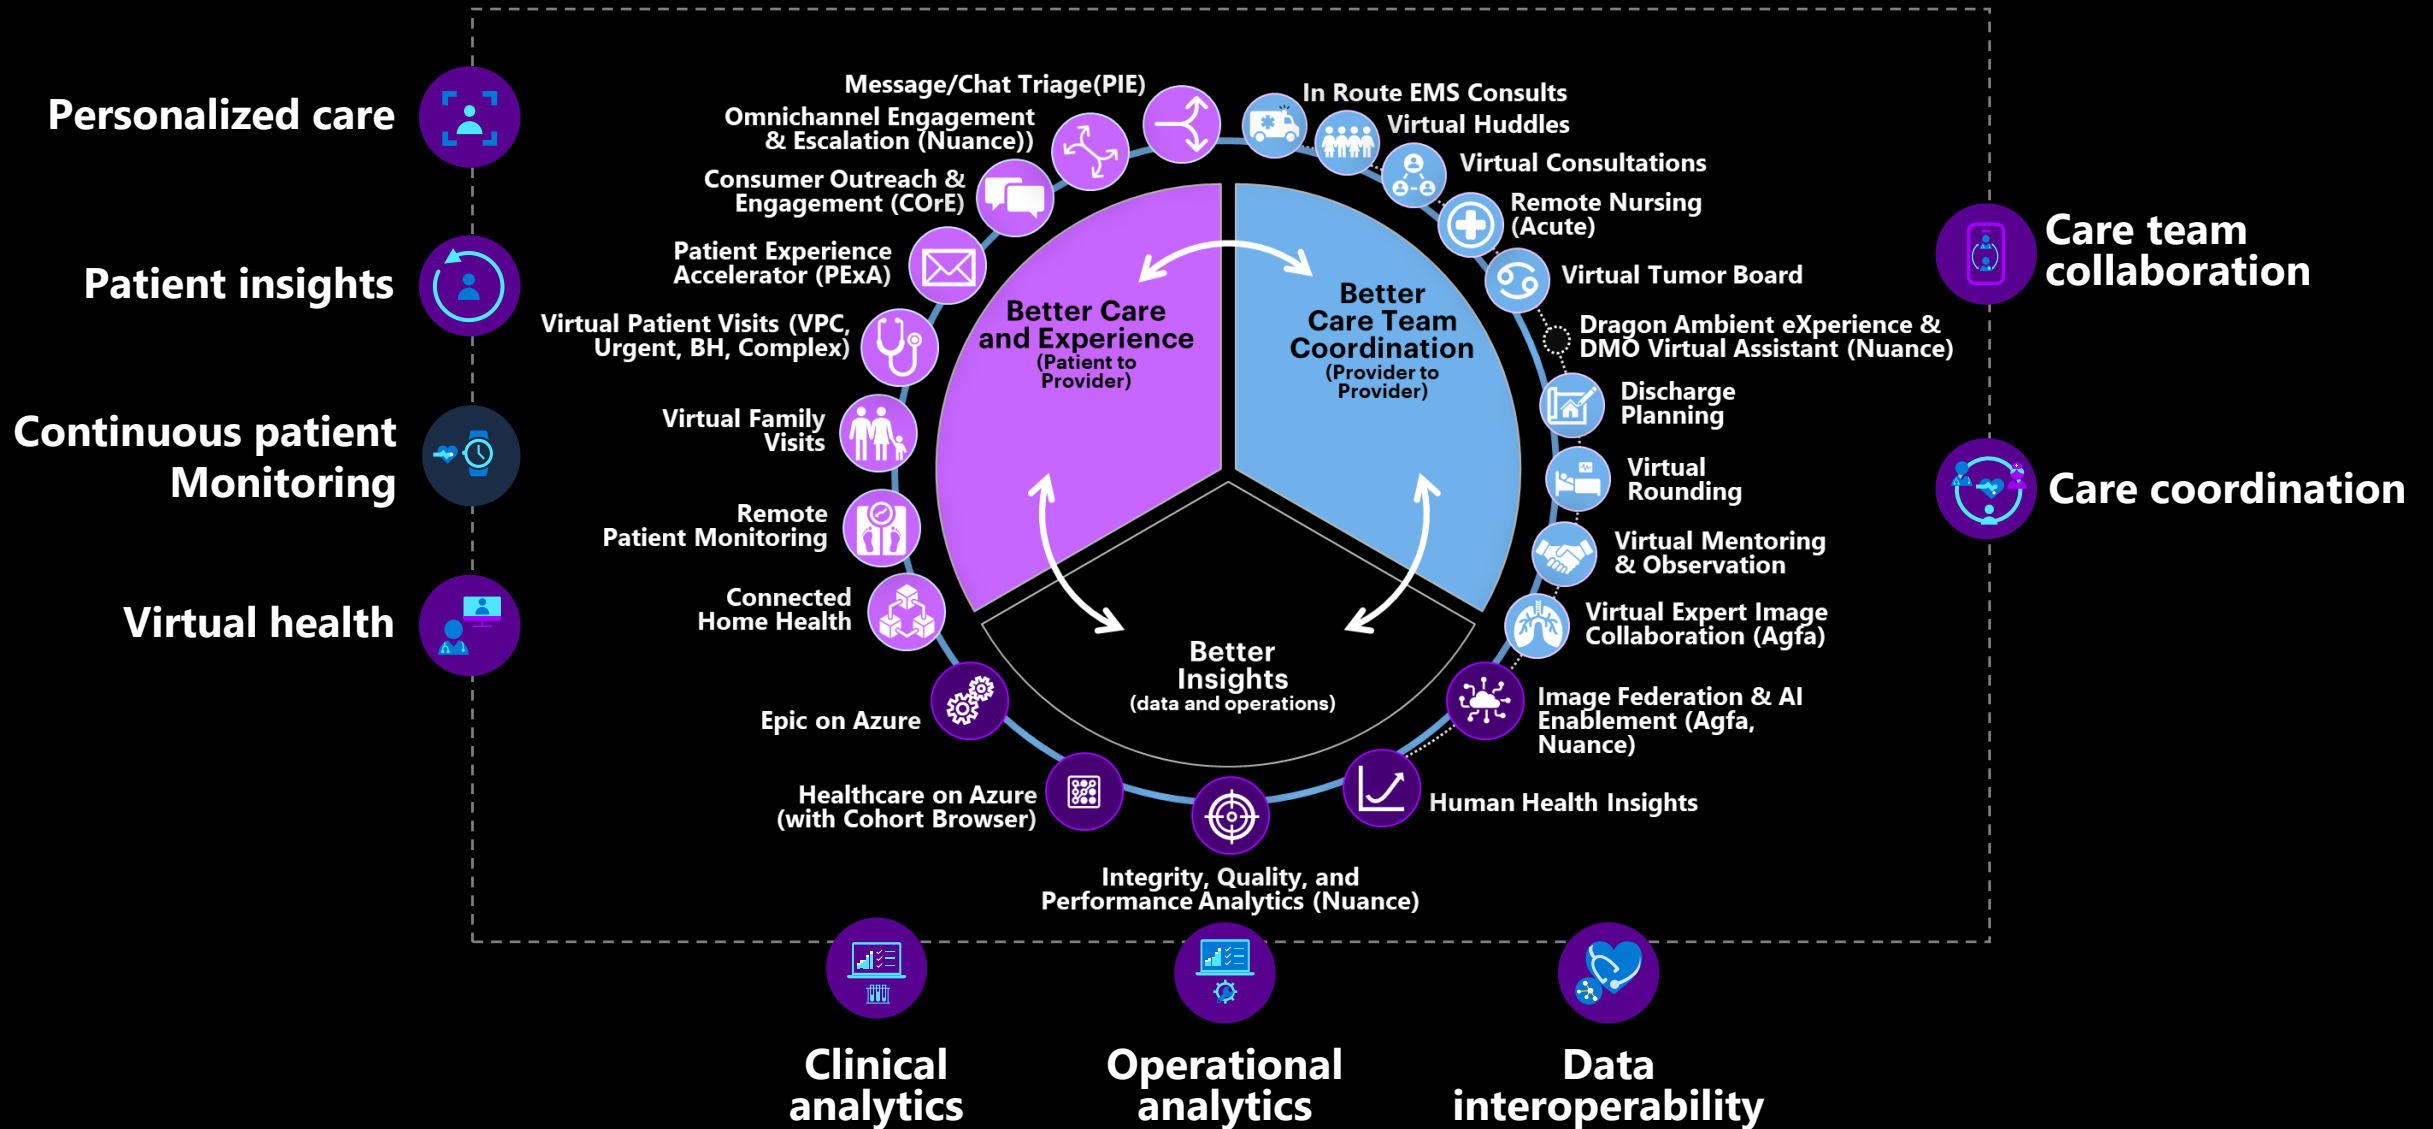 Personalized care
Patient insights
Continuous patient
Monitoring
Virtual health
Message/Chat Triage(PIE)
Omnichannel Engagement
& Escalation (Nuance))
Consumer Outreach &
Engagement (COrE)
Patient Experience
Accelerator (PExA)
Virtual Patient Visits (VPC,
Urgent, BH, Complex)
Virtual Family
Visits
Remote
Patient Monitoring
Connected
Home Health
Epic on Azure
Healthcare on Azure
(with Cohort Browser)
Integrity, Quality, and
Performance Analytics (Nuance)
Better Care
and Experience
(Patient to
Provider)
Better
Care Team
Coordination
(Provider to
Provider)
Better
Insights
(data and operations)
In Route EMS Consults
Virtual Huddles
Virtual Consultations
Remote Nursing
(Acute)
Virtual Tumor Board
Dragon Ambient eXperience &
DMO Virtual Assistant (Nuance)
Discharge
Planning
Virtual
Rounding
Virtual Mentoring
& Observation
Virtual Expert Image
Collaboration (Agfa)
Image Federation & AI
Enablement (Agfa,
Nuance)
Human Health Insights
Care team
collaboration
Care coordination
Clinical
analytics
Operational
analytics
Data
interoperability